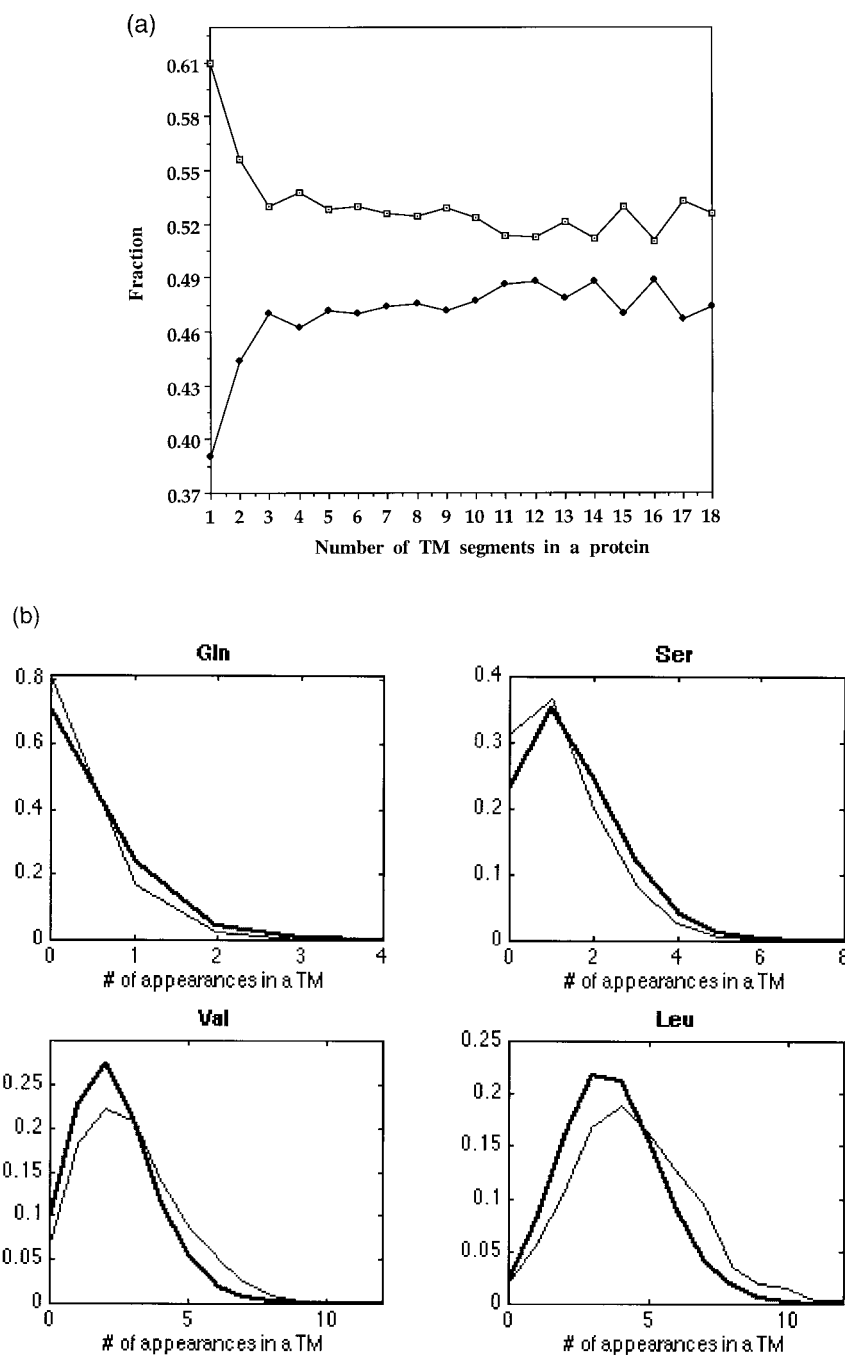 (a)
0.61
0.58
0.55
0.52
0.49
0.46
0.43
0.40
0.37
Fraction
1 2 3 4 5 6 7 8 9 10 11 12 13 14 15 16 17 18
Number of TM segments in a protein
(b)
Gln
0.8
0.6
0.4
0.2
0
0 1 2 3 4
# of appearances in a TM
Ser
0.4
0.3
0.2
0.1
0
0 2 4 6 8
# of appearances in a TM
Val
0.25
0.2
0.15
0.1
0.05
0
0 5 10
# of appearances in a TM
Leu
0.25
0.2
0.15
0.1
0.05
0
0 5 10
# of appearances in a TM